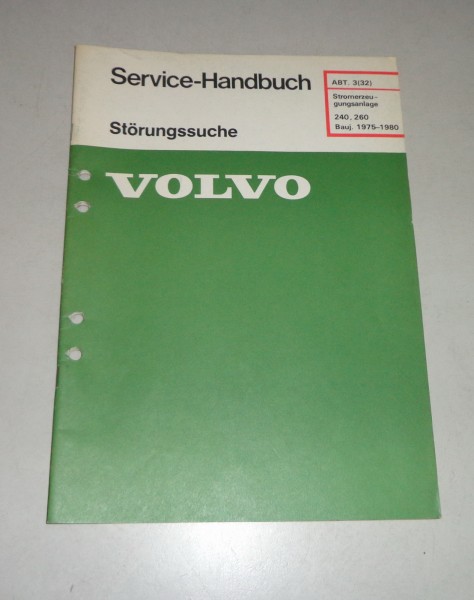 Service-Handbuch
Störungssuche
ABT. 3(32)
Stromerzeu-
gungsanlage
240, 260
Bauj. 1975-1980
VOLVO